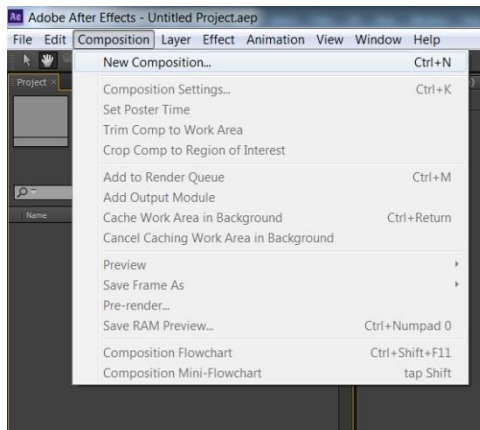 Ae Adobe After Effects - Untitled Project.aep
File Edit Composition Layer Effect Animation View Window Help
Project ×
New Composition... Ctrl+N
Composition Settings... Ctrl+K
Set Poster Time
Trim Comp to Work Area
Crop Comp to Region of Interest
Add to Render Queue Ctrl+M
Add Output Module
Cache Work Area in Background Ctrl+Return
Cancel Caching Work Area in Background
Name
Preview
Save Frame As
Pre-render...
Save RAM Preview... Ctrl+Numpad 0
Composition Flowchart Ctrl+Shift+F11
Composition Mini-Flowchart tap Shift